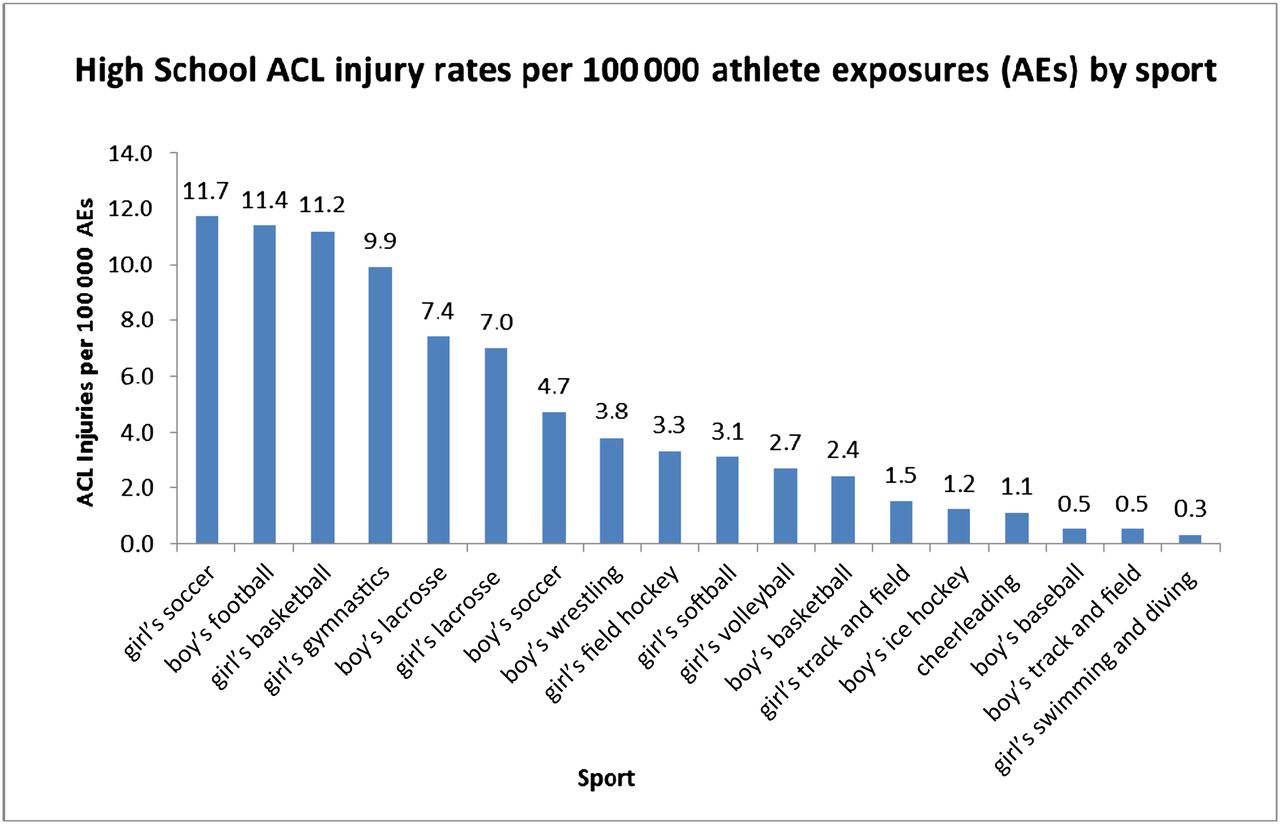 High School ACL injury rates per 100 000 athlete exposures (AEs) by sport
ACL Injuries per 100 000 AEs
14.0
12.0
10.0
8.0
6.0
4.0
2.0
0.0
11.7
11.4
11.2
9.9
7.4
7.0
4.7
3.8
3.3
3.1
2.7
2.4
1.5
1.2
1.1
0.5
0.5
0.3
girl's soccer
boy's football
girl's basketball
girl's gymnastics
boy's lacrosse
girl's lacrosse
boy's soccer
boy's wrestling
girl's field hockey
girl's softball
girl's volleyball
boy's basketball
girl's track and field
boy's ice hockey
cheerleading
boy's baseball
boy's track and field
girl's swimming and diving
Sport